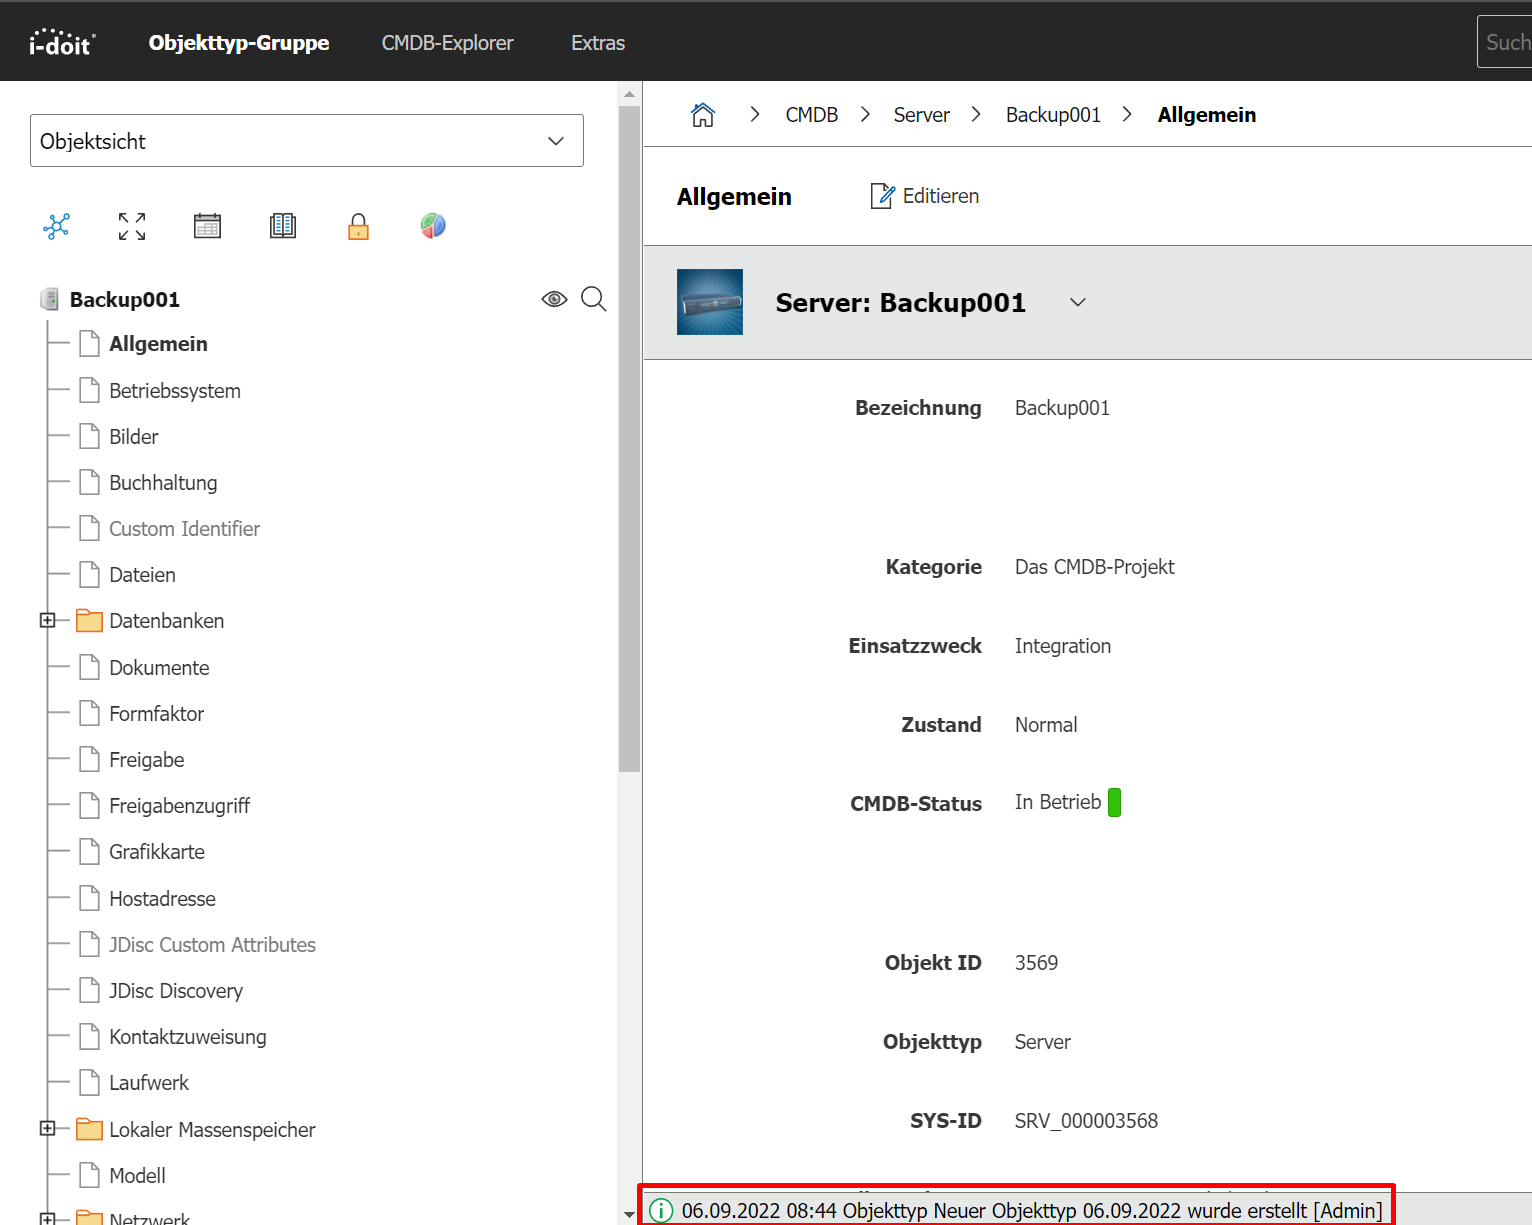 i-doit
Objekttyp-Gruppe
CMDB-Explorer
Extras
Such
Objektsicht
Backup001
Allgemein
Betriebssystem
Bilder
Buchhaltung
Custom Identifier
Dateien
Datenbanken
Dokumente
Formfaktor
Freigabe
Freigabenzugriff
Grafikkarte
Hostadresse
JDisc Custom Attributes
JDisc Discovery
Kontaktzuweisung
Laufwerk
Lokaler Massenspeicher
Modell
Netzwerk
CMDB > Server > Backup001 > Allgemein
Allgemein
Editieren
Server: Backup001
Bezeichnung Backup001
Kategorie Das CMDB-Projekt
Einsatzzweck Integration
Zustand Normal
CMDB-Status In Betrieb
Objekt ID 3569
Objekttyp Server
SYS-ID SRV_000003568
06.09.2022 08:44 Objekttyp Neuer Objekttyp 06.09.2022 wurde erstellt [Admin]